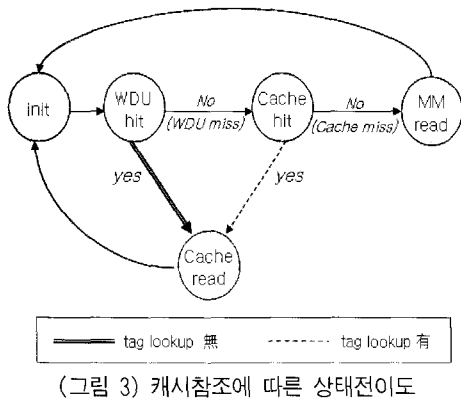 init
WDU
hit
No
(WDU miss)
Cache
hit
No
(Cache miss)
MM
read
yes
yes
Cache
read
tag lookup 無
tag lookup 有
(그림 3) 캐시참조에 따른 상태전이도